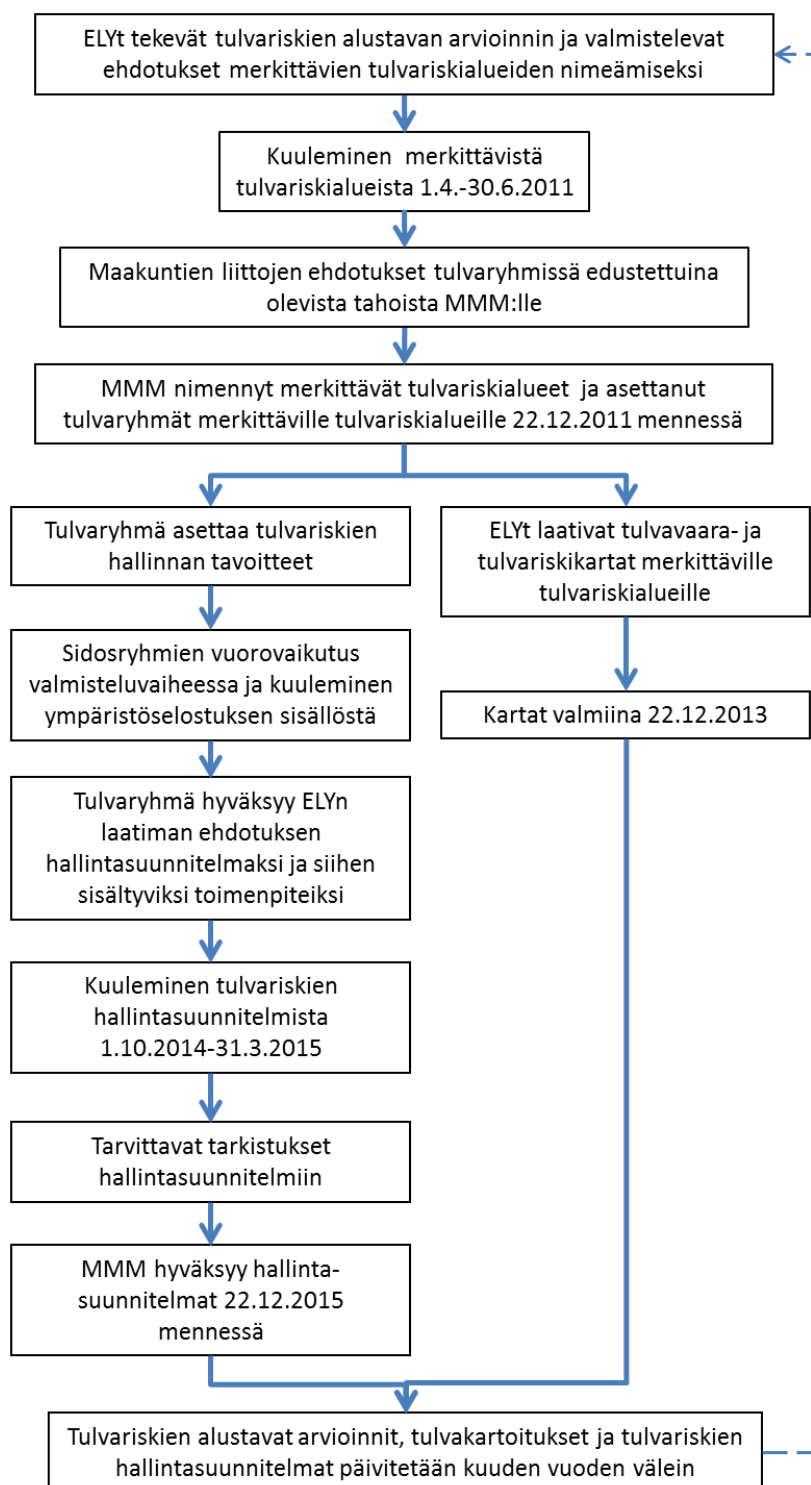 ELYt tekevät tulvariskien alustavan arvioinnin ja valmistelevat
ehdotukset merkittävien tulvariskialueiden nimeämiseksi
Kuuleminen merkittävistä
tulvariskialueista 1.4.-30.6.2011
Maakuntien liittojen ehdotukset tulvaryhmissä edustettuina
olevista tahoista MMM:lle
MMM nimennyt merkittävät tulvariskialueet ja asettanut
tulvaryhmät merkittäville tulvariskialueille 22.12.2011 mennessä
Tulvaryhmä asettaa tulvariskien
hallinnan tavoitteet
Sidosryhmien vuorovaikutus
valmisteluvaiheessa ja kuuleminen
ympäristöselostuksen sisällöstä
Tulvaryhmä hyväksyy ELYn
laatiman ehdotuksen
hallintasuunnitelmaksi ja siihen
sisältyviksi toimenpiteiksi
Kuuleminen tulvariskien
hallintasuunnitelmista
1.10.2014-31.3.2015
Tarvittavat tarkistukset
hallintasuunnitelmiin
MMM hyväksyy hallinta-
suunnitelmat 22.12.2015
mennessä
ELYt laativat tulvavaara- ja
tulvariskikartat merkittäville
tulvariskialueille
Kartat valmiina 22.12.2013
Tulvariskien alustavat arvioinnit, tulvakartoitukset ja tulvariskien
hallintasuunnitelmat päivitetään kuuden vuoden välein